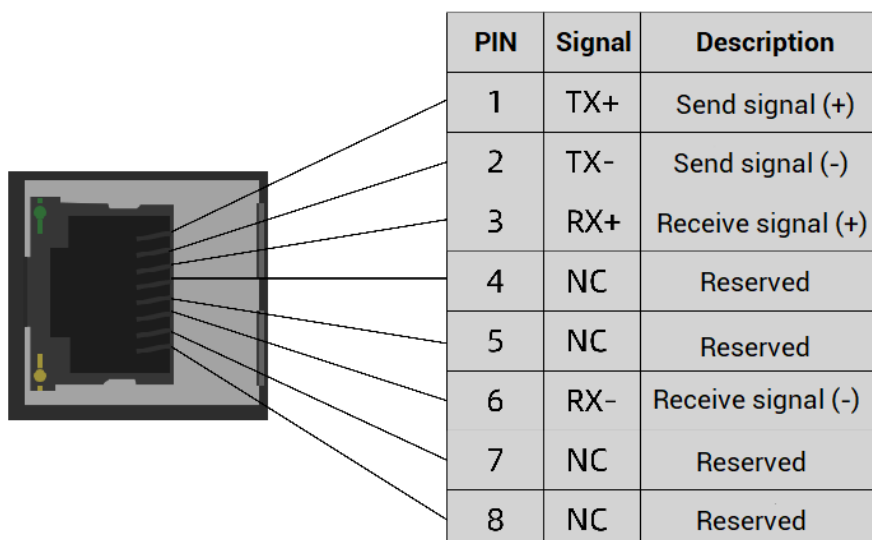 PIN Signal Description
1 TX+ Send signal (+)
2 TX- Send signal (-)
3 RX+ Receive signal (+)
4 NC Reserved
5 NC Reserved
6 RX- Receive signal (-)
7 NC Reserved
8 NC Reserved